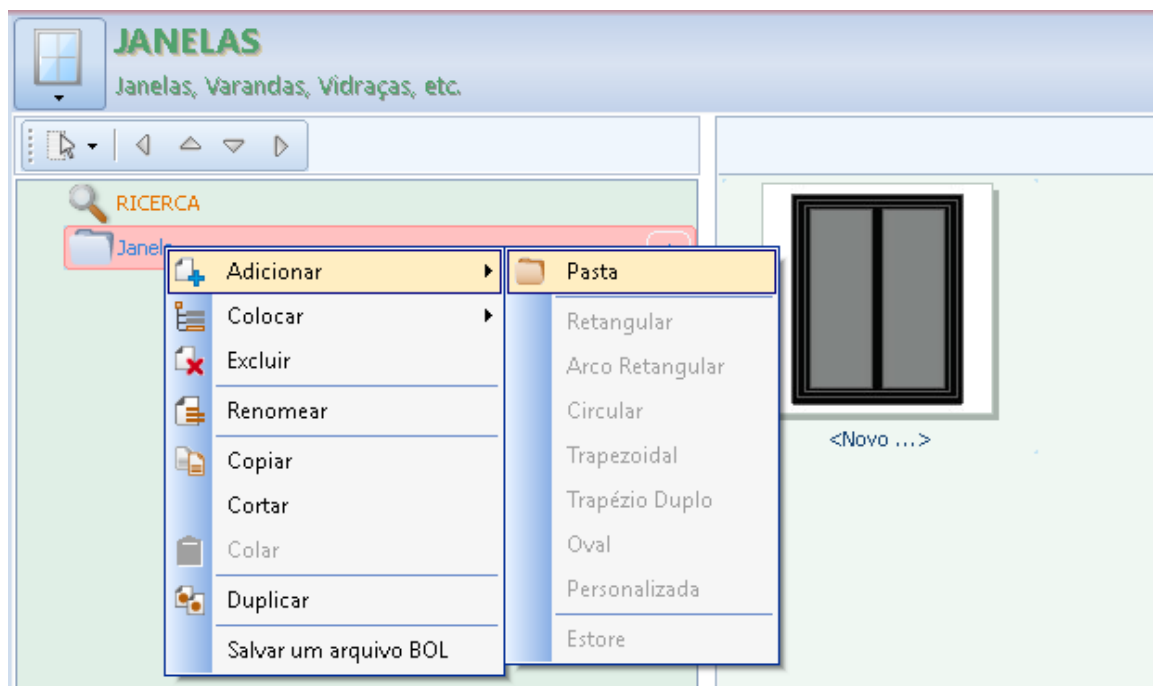 JANELAS
Janelas, Varandas, Vidraças, etc.
RICERCA
Janela
Adicionar
Colocar
Excluir
Renomear
Copiar
Cortar
Colar
Duplicar
Salvar um arquivo BOL
Pasta
Retangular
Arco Retangular
Circular
Trapezoidal
Trapézio Duplo
Oval
Personalizada
Estore
<Novo ...>